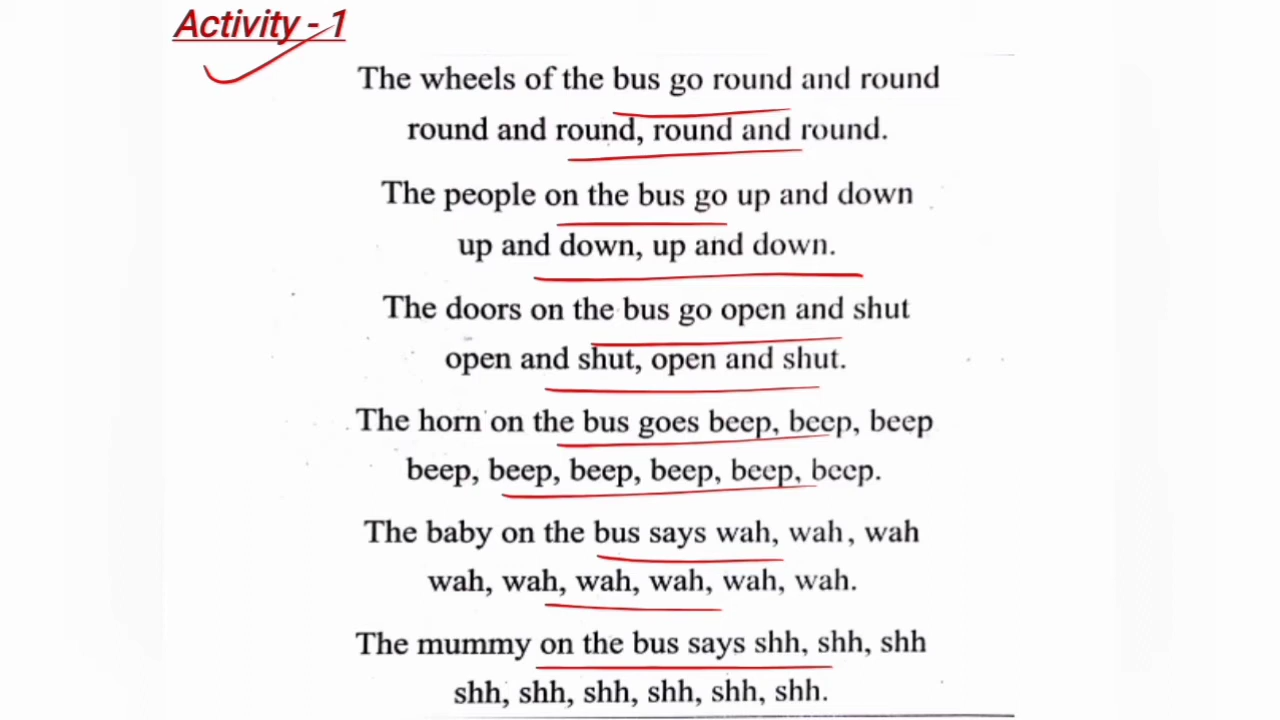 Activity - 1
The wheels of the bus go round and round
round and round, round and round.
The people on the bus go up and down
up and down, up and down.
The doors on the bus go open and shut
open and shut, open and shut.
The horn on the bus goes beep, beep, beep
beep, beep, beep, beep, beep, beep.
The baby on the bus says wah, wah, wah
wah, wah, wah, wah, wah, wah.
The mummy on the bus says shh, shh, shh
shh, shh, shh, shh, shh, shh.